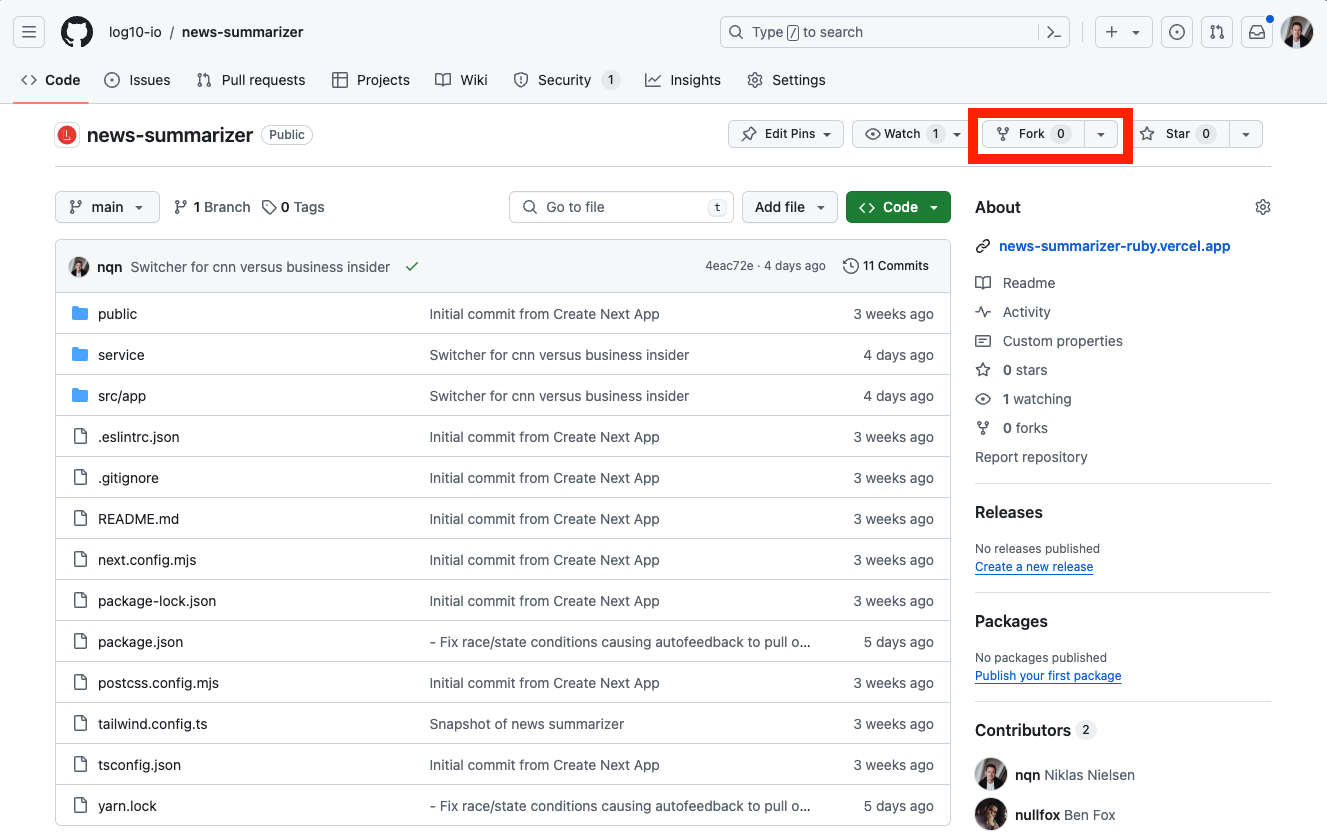 log10-io / news-summarizer
Type / to search
Code
Issues
Pull requests
Projects
Wiki
Security 1
Insights
Settings
news-summarizer Public
Edit Pins
Watch 1
Fork 0
Star 0
main
1 Branch
0 Tags
Go to file t
Add file
<> Code
nqn Switcher for cnn versus business insider 4eac72e · 4 days ago 11 Commits
public Initial commit from Create Next App 3 weeks ago
service Switcher for cnn versus business insider 4 days ago
src/app Switcher for cnn versus business insider 4 days ago
.eslintrc.json Initial commit from Create Next App 3 weeks ago
.gitignore Initial commit from Create Next App 3 weeks ago
README.md Initial commit from Create Next App 3 weeks ago
next.config.mjs Initial commit from Create Next App 3 weeks ago
package-lock.json Initial commit from Create Next App 3 weeks ago
package.json - Fix race/state conditions causing autofeedback to pull o... 5 days ago
postcss.config.mjs Initial commit from Create Next App 3 weeks ago
tailwind.config.ts Snapshot of news summarizer 3 weeks ago
tsconfig.json Initial commit from Create Next App 3 weeks ago
yarn.lock - Fix race/state conditions causing autofeedback to pull o... 5 days ago
About
news-summarizer-ruby.vercel.app
Readme
Activity
Custom properties
0 stars
1 watching
0 forks
Report repository
Releases
No releases published
Create a new release
Packages
No packages published
Publish your first package
Contributors 2
nqn Niklas Nielsen
nullfox Ben Fox